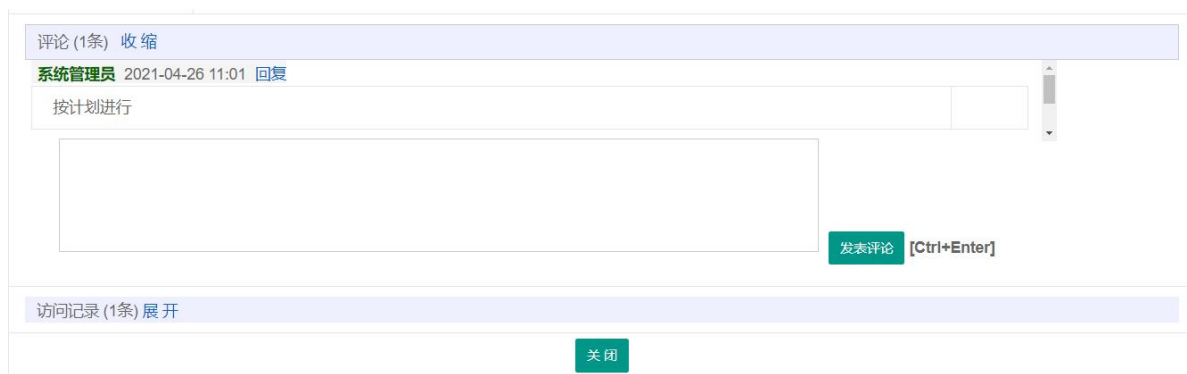 评论 (1条) 收 缩
系统管理员 2021-04-26 11:01 回复
按计划进行
发表评论 [Ctrl+Enter]
访问记录 (1条) 展 开
关 闭